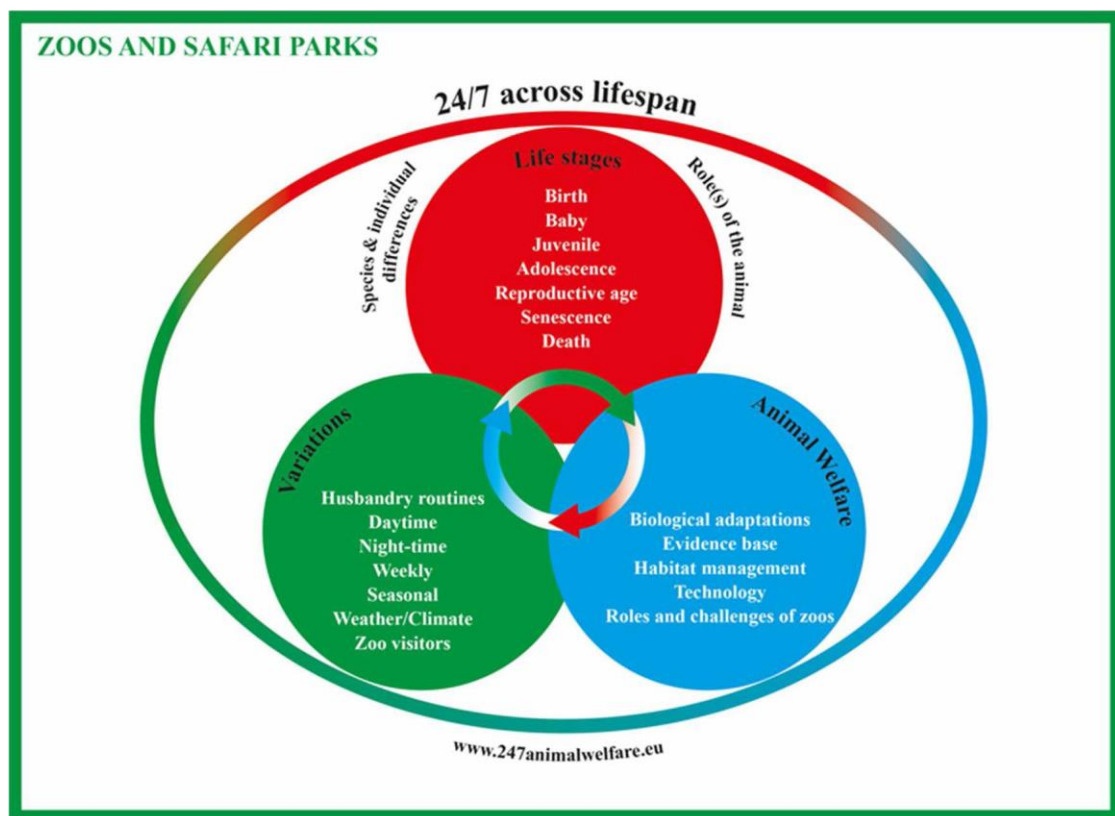 ZOOS AND SAFARI PARKS
24/7 across lifespan
Species & individual
differences
Role(s) of the animal
Life stages
Birth
Baby
Juvenile
Adolescence
Reproductive age
Senescence
Death
Variations
Husbandry routines
Daytime
Night-time
Weekly
Seasonal
Weather/Climate
Zoo visitors
Animal Welfare
Biological adaptations
Evidence base
Habitat management
Technology
Roles and challenges of zoos
www.247animalwelfare.eu